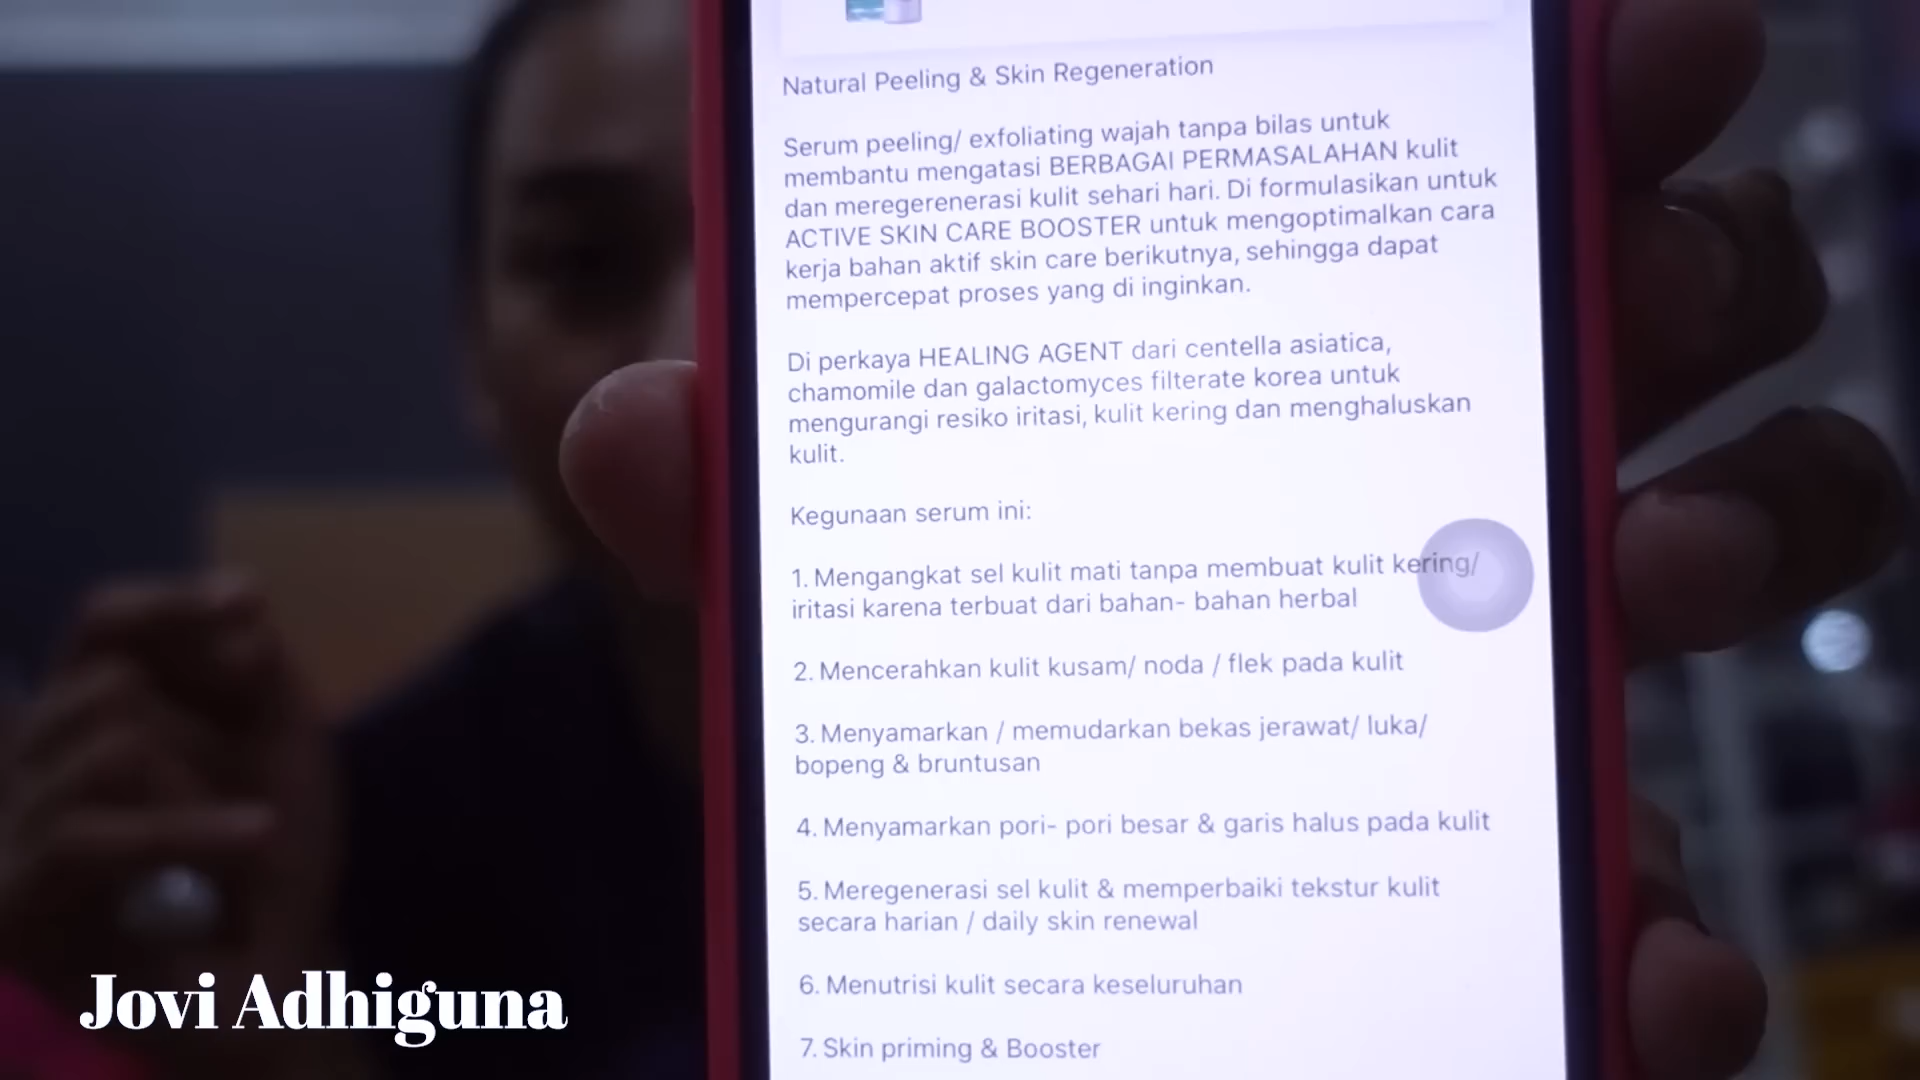 Natural Peeling & Skin Regeneration
Serum peeling/ exfoliating wajah tanpa bilas untuk
membantu mengatasi BERBAGAI PERMASALAHAN kulit
dan meregerenerasi kulit sehari hari. Di formulasikan untuk
ACTIVE SKIN CARE BOOSTER untuk mengoptimalkan cara
kerja bahan aktif skin care berikutnya, sehingga dapat
mempercepat proses yang di inginkan.
Di perkaya HEALING AGENT dari centella asiatica,
chamomile dan galactomyces filterate korea untuk
mengurangi resiko iritasi, kulit kering dan menghaluskan
kulit.
Kegunaan serum ini:
1. Mengangkat sel kulit mati tanpa membuat kulit kering/
iritasi karena terbuat dari bahan- bahan herbal
2. Mencerahkan kulit kusam/ noda / flek pada kulit
3. Menyamarkan / memudarkan bekas jerawat/ luka/
bopeng & bruntusan
4. Menyamarkan pori- pori besar & garis halus pada kulit
5. Meregenerasi sel kulit & memperbaiki tekstur kulit
secara harian / daily skin renewal
6. Menutrisi kulit secara keseluruhan
7. Skin priming & Booster
Jovi Adhiguna